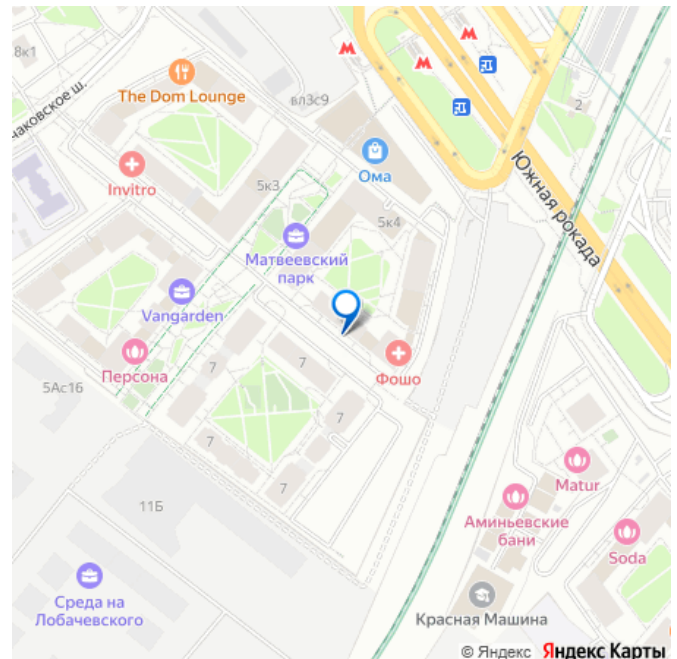 8к1
The Dom Lounge
вл3с9
2
наковское ш.
Ома
Южная рокада
Invitro
5к3
5к4
Матвеевский
парк
Vangarden
Персона
Фошо
7
7
5Ас16
7
7
7
Matur
11Б
Аминьевские
бани
Soda
Среда на
Лобачевского
Красная Машина
© Яндекс Яндекс Карты